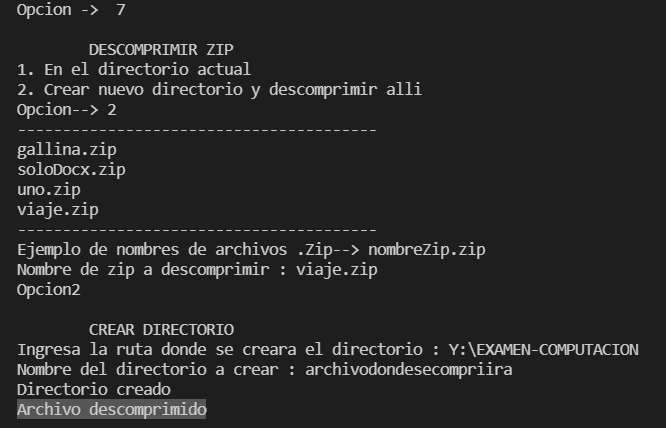 Opcion ->  7
DESCOMPRIMIR ZIP
1. En el directorio actual
2. Crear nuevo directorio y descomprimir alli
Opcion--> 2
----------------------------------------
gallina.zip
soloDocx.zip
uno.zip
viaje.zip
----------------------------------------
Ejemplo de nombres de archivos .Zip--> nombreZip.zip
Nombre de zip a descomprimir : viaje.zip
Opcion2
CREAR DIRECTORIO
Ingresa la ruta donde se creara el directorio : Y:\EXAMEN-COMPUTACION
Nombre del directorio a crear : archivodondesecompriira
Directorio creado
Archivo descomprimido